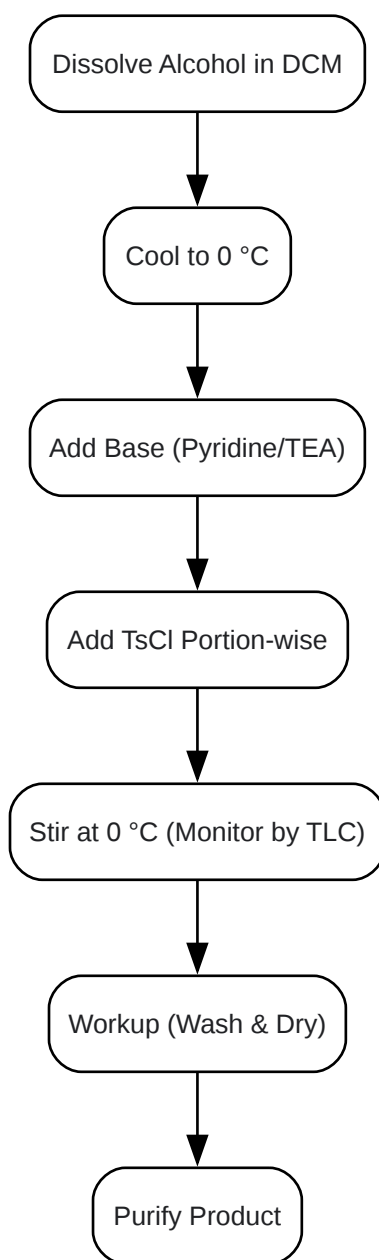 Dissolve Alcohol in DCM
Cool to 0 °C
Add Base (Pyridine/TEA)
Add TsCl Portion-wise
Stir at 0 °C (Monitor by TLC)
Workup (Wash & Dry)
Purify Product